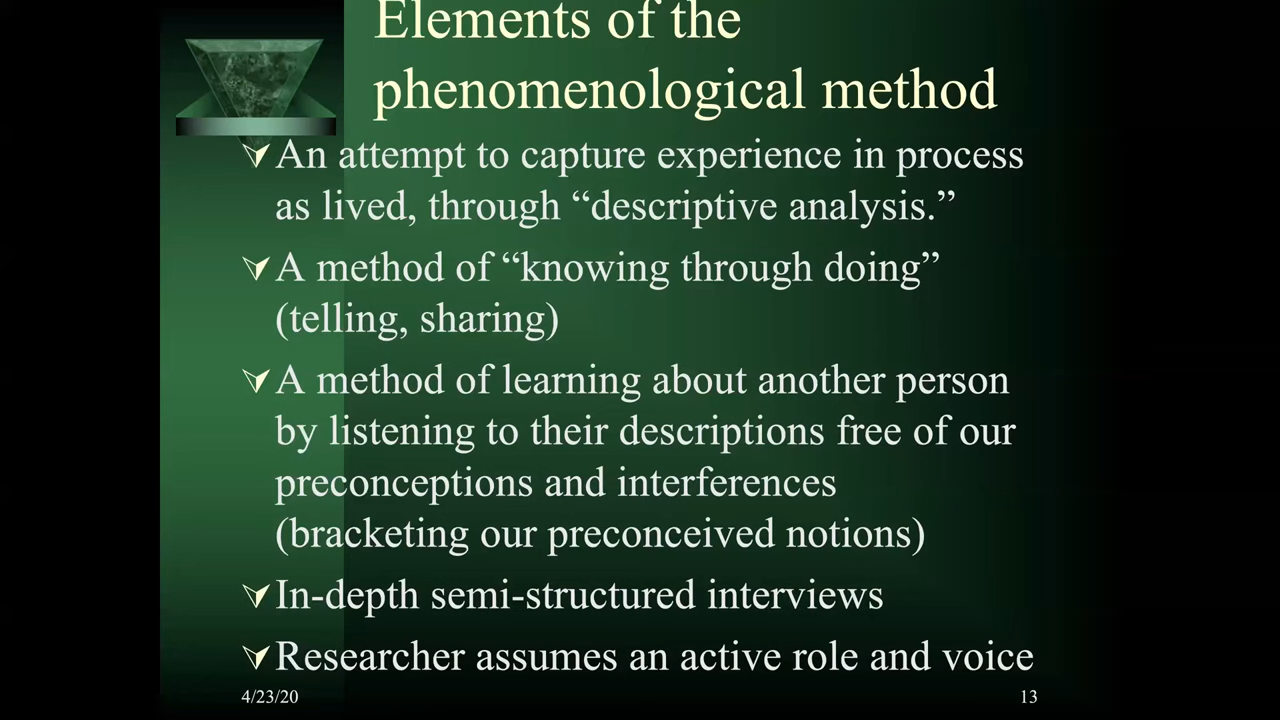 Elements of the
phenomenological method
An attempt to capture experience in process
as lived, through “descriptive analysis.”
A method of “knowing through doing”
(telling, sharing)
A method of learning about another person
by listening to their descriptions free of our
preconceptions and interferences
(bracketing our preconceived notions)
In-depth semi-structured interviews
Researcher assumes an active role and voice
4/23/20
13